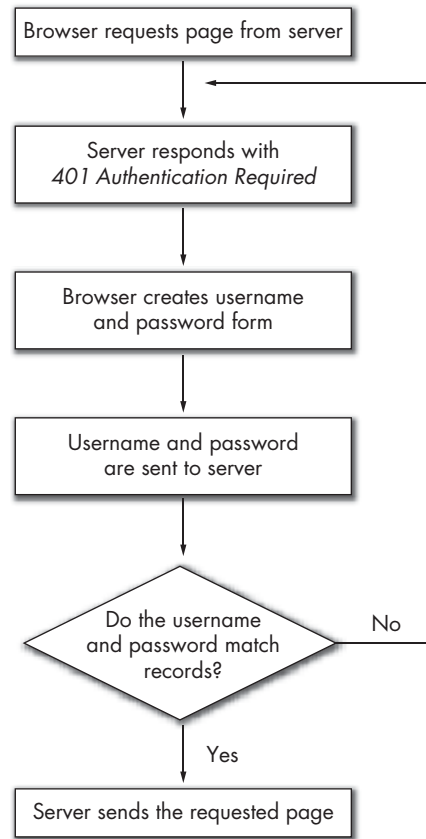 Browser requests page from server
Server responds with
401 Authentication Required
Browser creates username
and password form
Username and password
are sent to server
Do the username
and password match
records?
No
Yes
Server sends the requested page